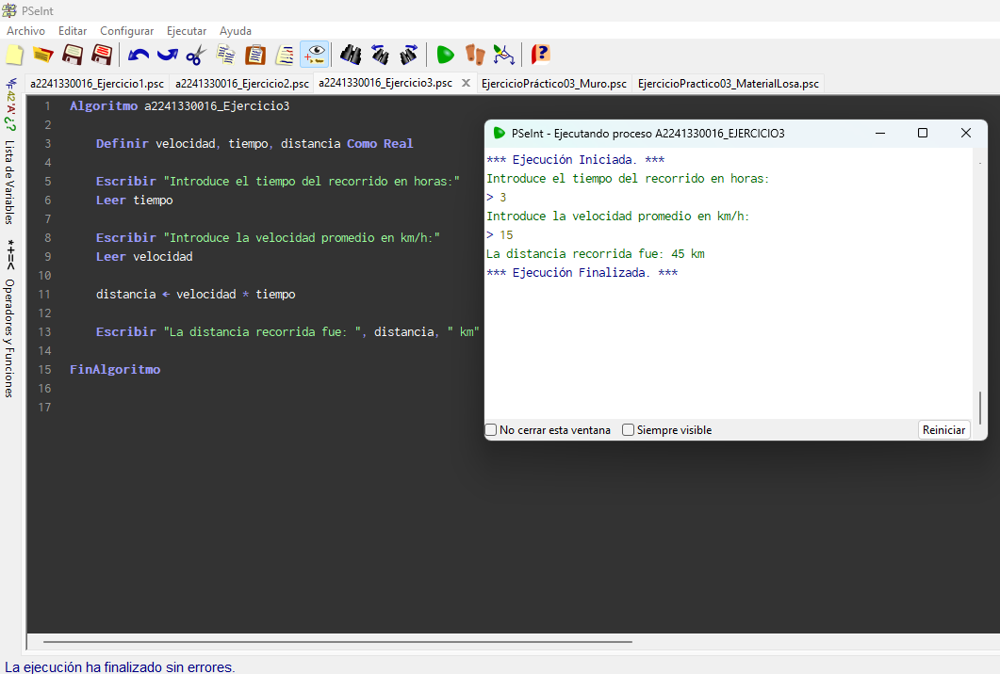 PSeInt
Archivo Editar Configurar Ejecutar Ayuda
a2241330016_Ejercicio1.psc a2241330016_Ejercicio2.psc a2241330016_Ejercicio3.psc EjercicioPráctico03_Muro.psc EjercicioPractico03_MaterialLosa.psc
42 'A' ¿? Lista de Variables
*+=< Operadores y Funciones
1 Algoritmo a2241330016_Ejercicio3
2
3 Definir velocidad, tiempo, distancia Como Real
4
5 Escribir "Introduce el tiempo del recorrido en horas:"
6 Leer tiempo
7
8 Escribir "Introduce la velocidad promedio en km/h:"
9 Leer velocidad
10
11 distancia ← velocidad * tiempo
12
13 Escribir "La distancia recorrida fue: ", distancia, " km"
14
15 FinAlgoritmo
16
17
PSeInt - Ejecutando proceso A2241330016_EJERCICIO3
*** Ejecución Iniciada. ***
Introduce el tiempo del recorrido en horas:
> 3
Introduce la velocidad promedio en km/h:
> 15
La distancia recorrida fue: 45 km
*** Ejecución Finalizada. ***
No cerrar esta ventana Siempre visible Reiniciar
La ejecución ha finalizado sin errores.